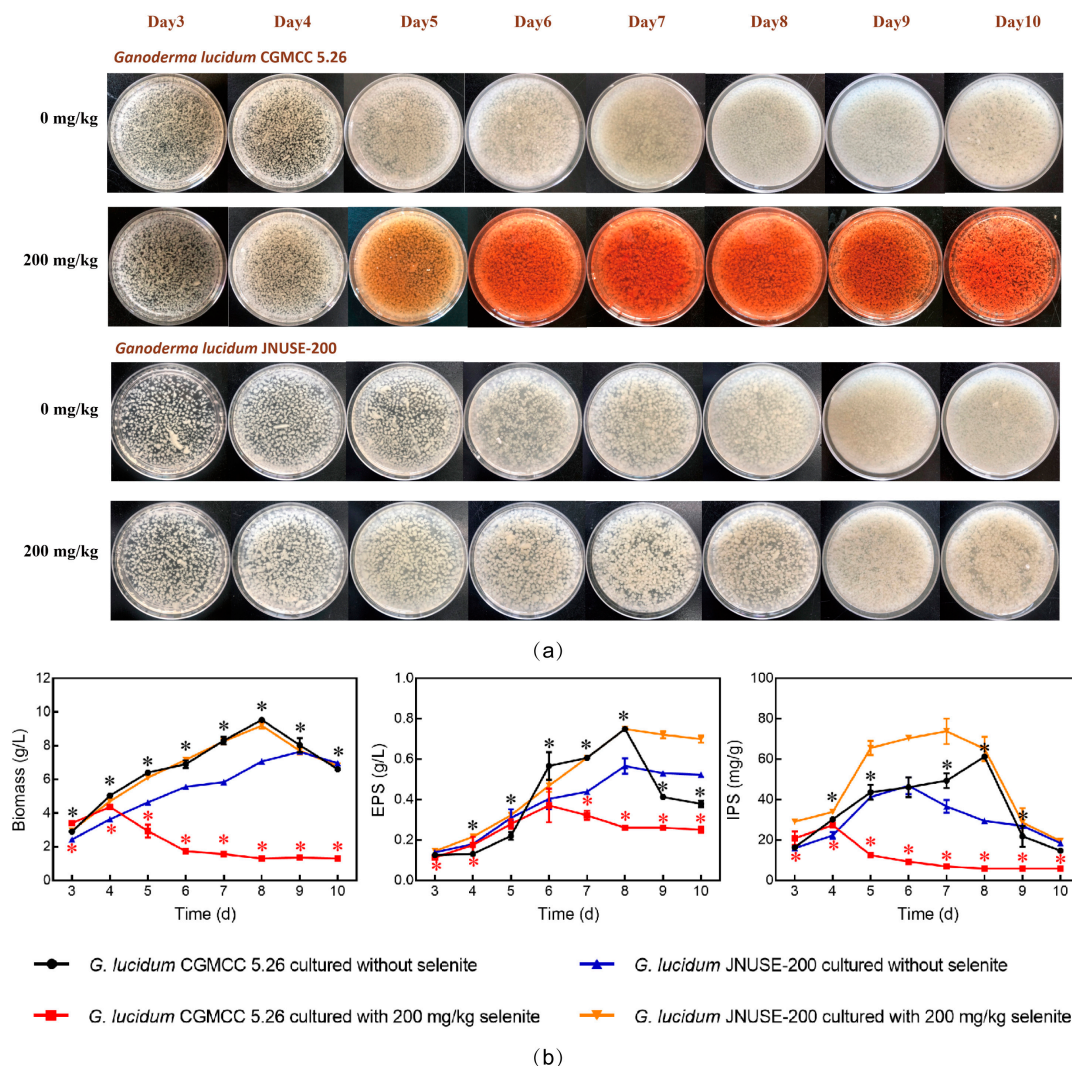 Day3 Day4 Day5 Day6 Day7 Day8 Day9 Day10
Ganoderma lucidum CGMCC 5.26
0 mg/kg
200 mg/kg
Ganoderma lucidum JNUSE-200
0 mg/kg
200 mg/kg
(a)
Biomass (g/L)
12
10
8
6
4
2
0
* * * * * * * *
* * * * * * * *
3 4 5 6 7 8 9 10
Time (d)
EPS (g/L)
1.0
0.8
0.6
0.4
0.2
0.0
* * * * *
* * * * * *
3 4 5 6 7 8 9 10
Time (d)
IPS (mg/g)
100
80
60
40
20
0
* * * * *
* * * * * * * *
3 4 5 6 7 8 9 10
Time (d)
G. lucidum CGMCC 5.26 cultured without selenite
G. lucidum JNUSE-200 cultured without selenite
G. lucidum CGMCC 5.26 cultured with 200 mg/kg selenite
G. lucidum JNUSE-200 cultured with 200 mg/kg selenite
(b)